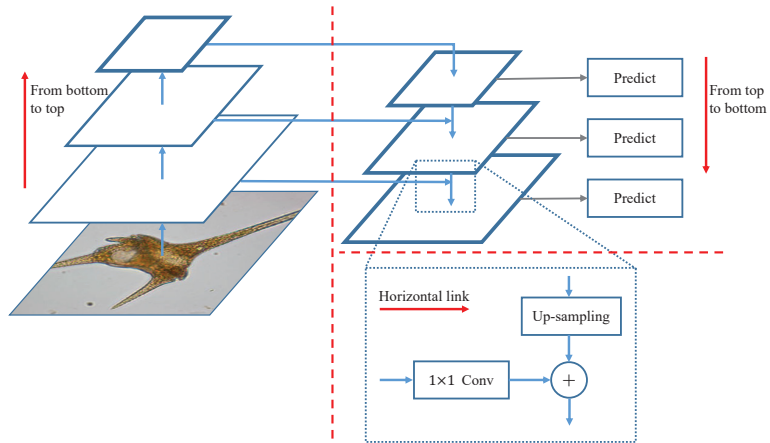 From bottom
to top
Predict
From top
to bottom
Predict
Predict
Horizontal link
Up-sampling
1×1 Conv
+